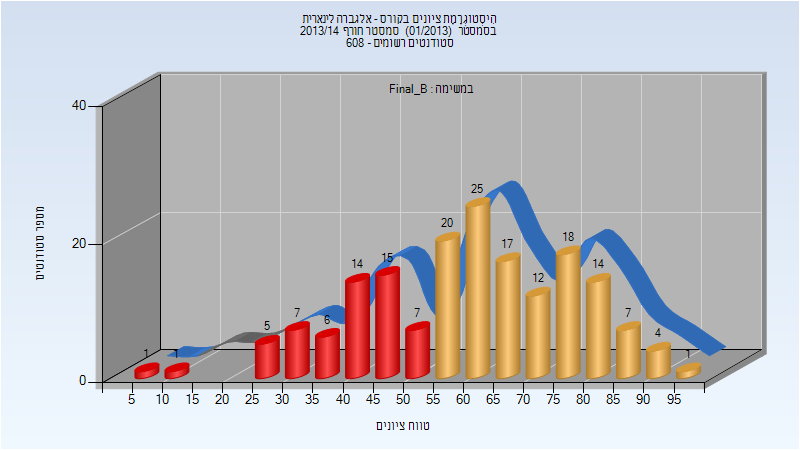 היסטוגרמת ציונים בקורס - אלגברה לינארית
בסמסטר (01/2013) סמסטר חורף 2013/14
סטודנטים רשומים - 608
במשימה : Final_B
מספר סטודנטים
40
20
0
1 1 5 7 6 14 15 7 20 25 17 12 18 14 7 4 1
5 10 15 20 25 30 35 40 45 50 55 60 65 70 75 80 85 90 95
טווח ציונים